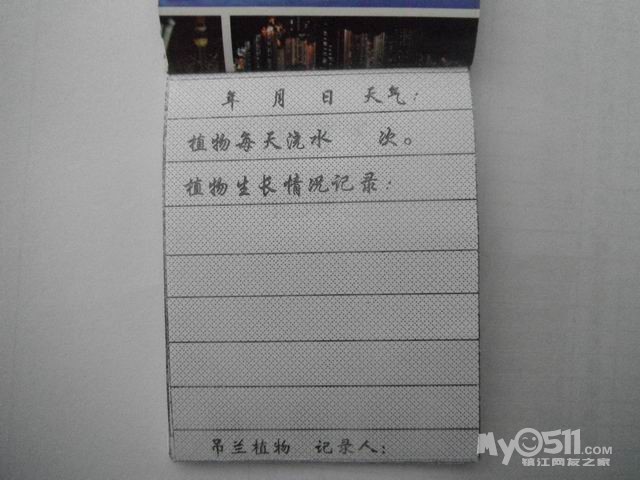 年 月 日 天气：
植物每天浇水 次。
植物生长情况记录：
吊兰植物 记录人：
My0511.com
镇江网友之家